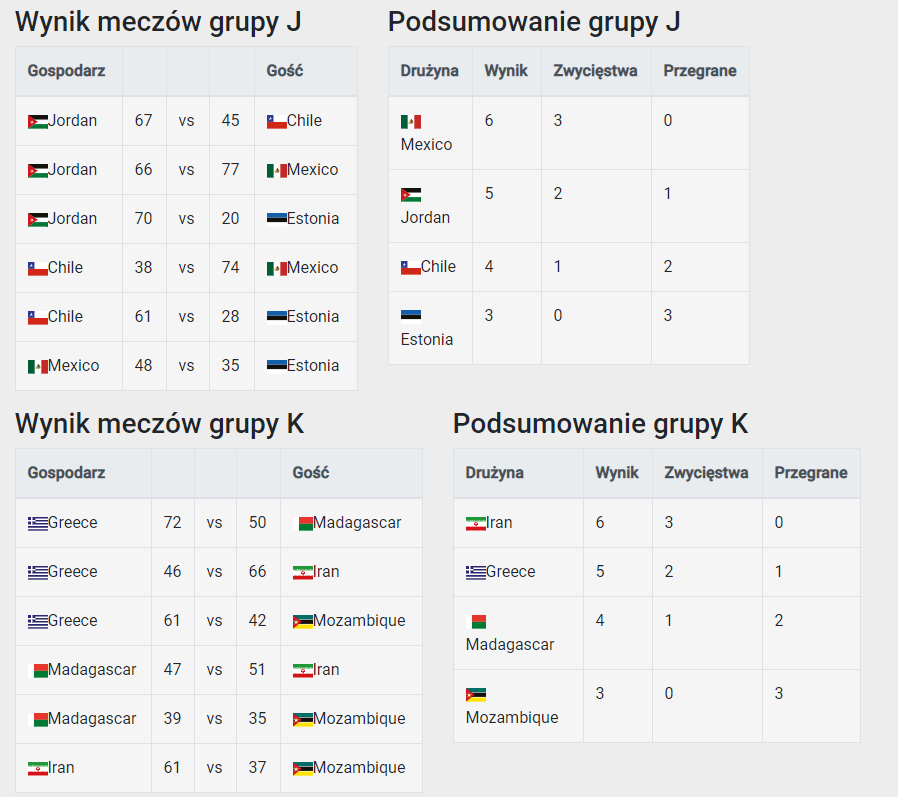 Wynik meczów grupy J
Gospodarz Gość
Jordan 67 vs 45 Chile
Jordan 66 vs 77 Mexico
Jordan 70 vs 20 Estonia
Chile 38 vs 74 Mexico
Chile 61 vs 28 Estonia
Mexico 48 vs 35 Estonia
Podsumowanie grupy J
Drużyna Wynik Zwycięstwa Przegrane
Mexico 6 3 0
Jordan 5 2 1
Chile 4 1 2
Estonia 3 0 3
Wynik meczów grupy K
Gospodarz Gość
Greece 72 vs 50 Madagascar
Greece 46 vs 66 Iran
Greece 61 vs 42 Mozambique
Madagascar 47 vs 51 Iran
Madagascar 39 vs 35 Mozambique
Iran 61 vs 37 Mozambique
Podsumowanie grupy K
Drużyna Wynik Zwycięstwa Przegrane
Iran 6 3 0
Greece 5 2 1
Madagascar 4 1 2
Mozambique 3 0 3